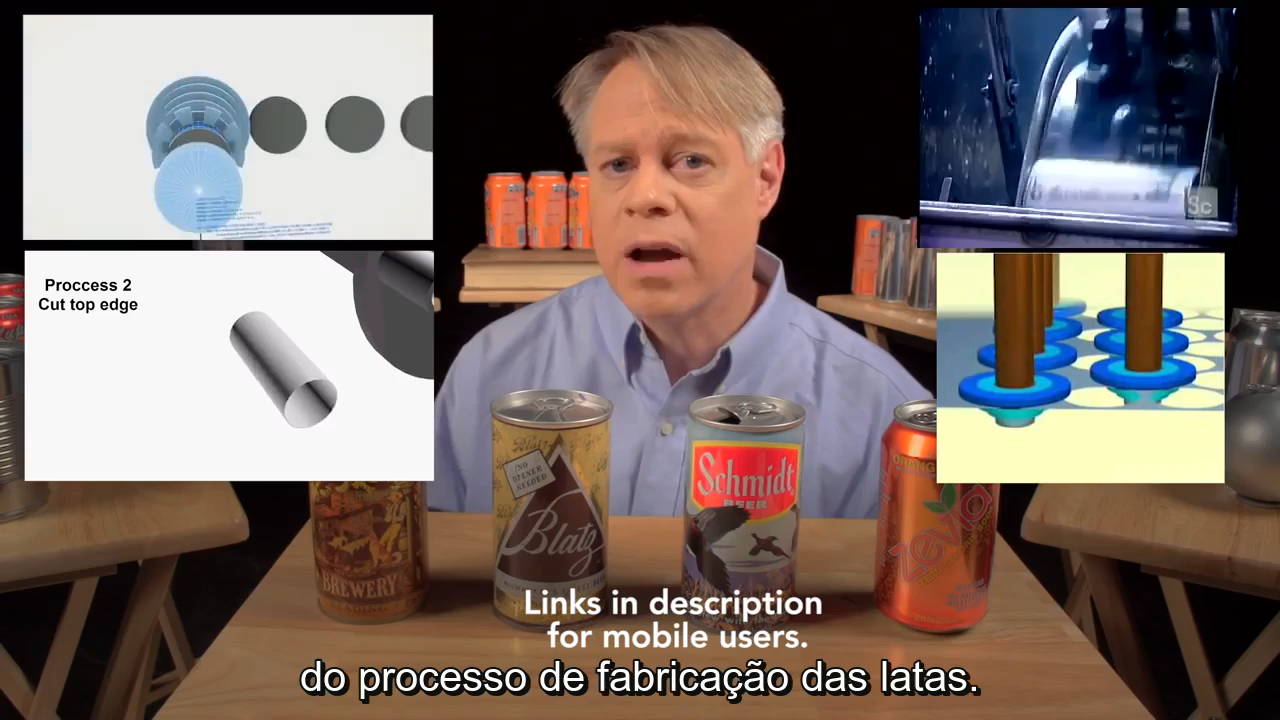 Proccess 2
Cut top edge
Sc
Blatz
NO
OPENER
NEEDED
Blatz
Schmidt
BEER
BREWERY
zevia
Links in description
for mobile users.
do processo de fabricação das latas.